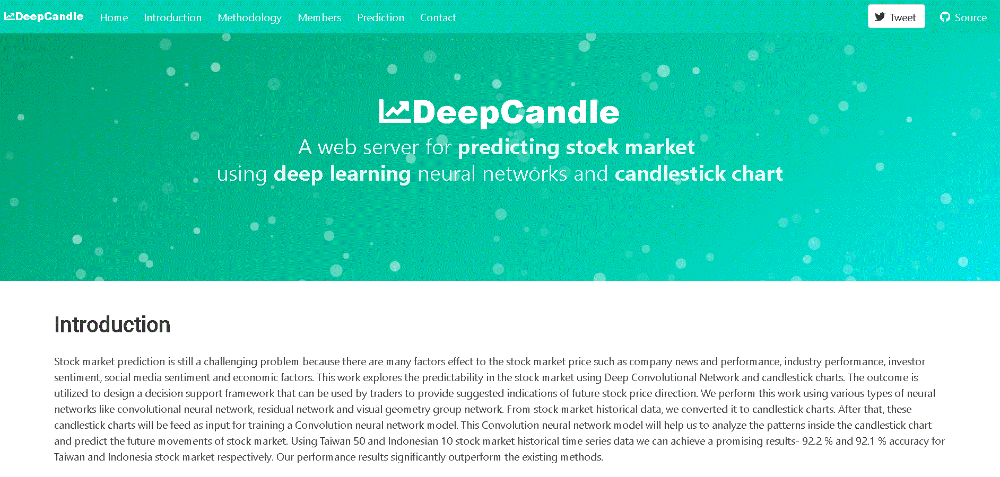 DeepCandle Home Introduction Methodology Members Prediction Contact Tweet Source
DeepCandle
A web server for predicting stock market
using deep learning neural networks and candlestick chart
Introduction
Stock market prediction is still a challenging problem because there are many factors effect to the stock market price such as company news and performance, industry performance, investor
sentiment, social media sentiment and economic factors. This work explores the predictability in the stock market using Deep Convolutional Network and candlestick charts. The outcome is
utilized to design a decision support framework that can be used by traders to provide suggested indications of future stock price direction. We perform this work using various types of neural
networks like convolutional neural network, residual network and visual geometry group network. From stock market historical data, we converted it to candlestick charts. After that, these
candlestick charts will be feed as input for training a Convolution neural network model. This Convolution neural network model will help us to analyze the patterns inside the candlestick chart
and predict the future movements of stock market. Using Taiwan 50 and Indonesian 10 stock market historical time series data we can achieve a promising results- 92.2 % and 92.1 % accuracy for
Taiwan and Indonesia stock market respectively. Our performance results significantly outperform the existing methods.